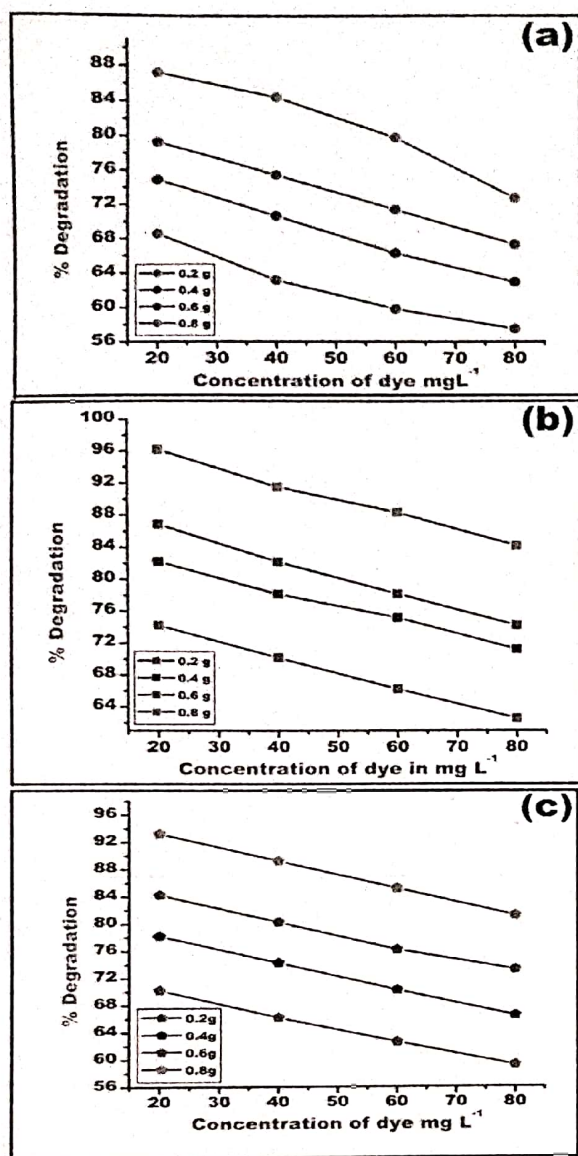 (a)
88
84
80
76
72
68
64
60
56
% Degradation
0.2 g
0.4 g
0.6 g
0.8 g
20 30 40 50 60 70 80
Concentration of dye mgL⁻¹
(b)
100
96
92
88
84
80
76
72
68
64
% Degradation
0.2 g
0.4 g
0.6 g
0.8 g
20 30 40 50 60 70 80
Concentration of dye in mg L⁻¹
(c)
96
92
88
84
80
76
72
68
64
60
56
% Degradation
0.2g
0.4g
0.6g
0.8g
20 30 40 50 60 70 80
Concentration of dye mg L⁻¹